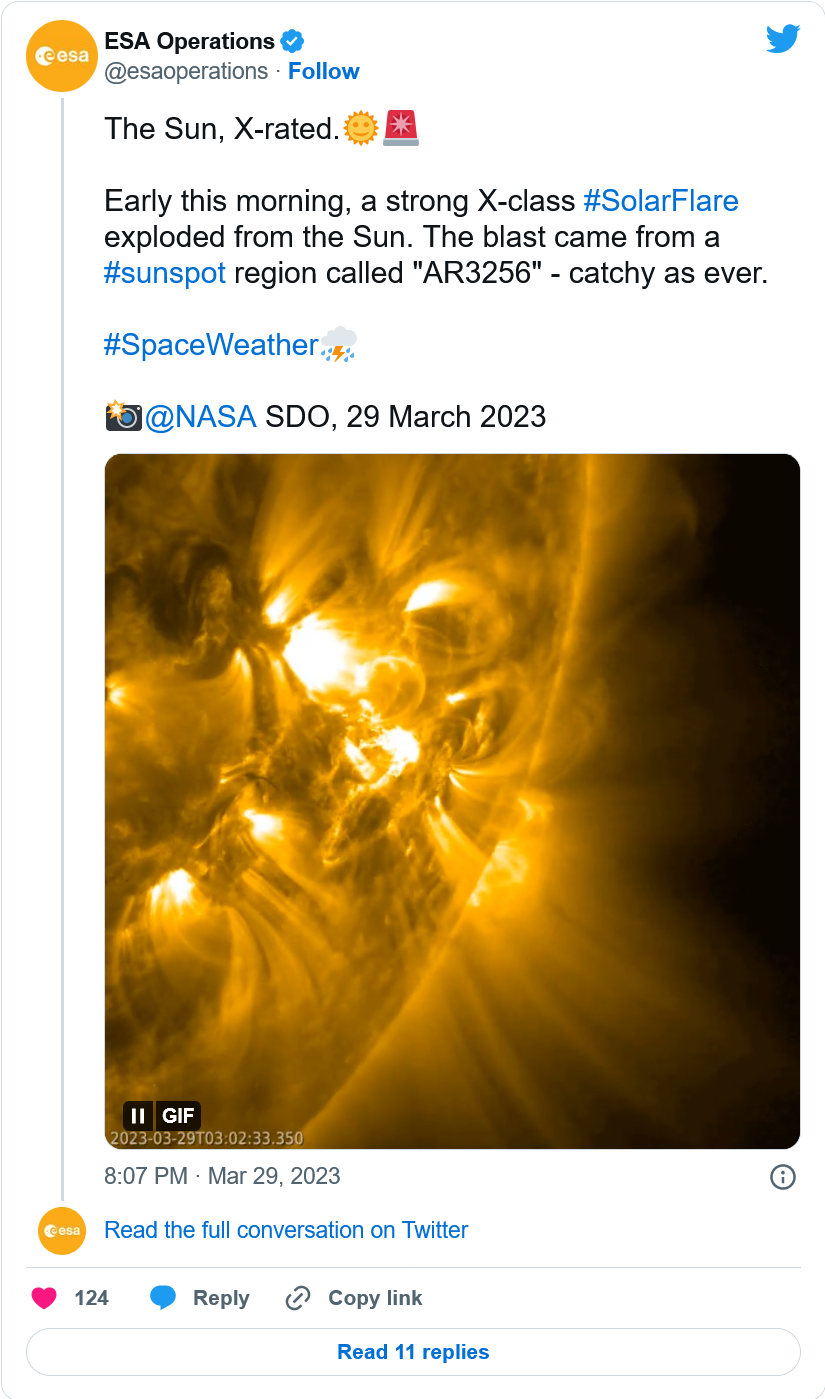 esa
ESA Operations
@esaoperations · Follow
The Sun, X-rated.🌞🚨
Early this morning, a strong X-class #SolarFlare
exploded from the Sun. The blast came from a
#sunspot region called "AR3256" - catchy as ever.
#SpaceWeather⛈️
📸@NASA SDO, 29 March 2023
GIF
2023-03-29T03:02:33.350
8:07 PM · Mar 29, 2023
esa
Read the full conversation on Twitter
124 Reply Copy link
Read 11 replies